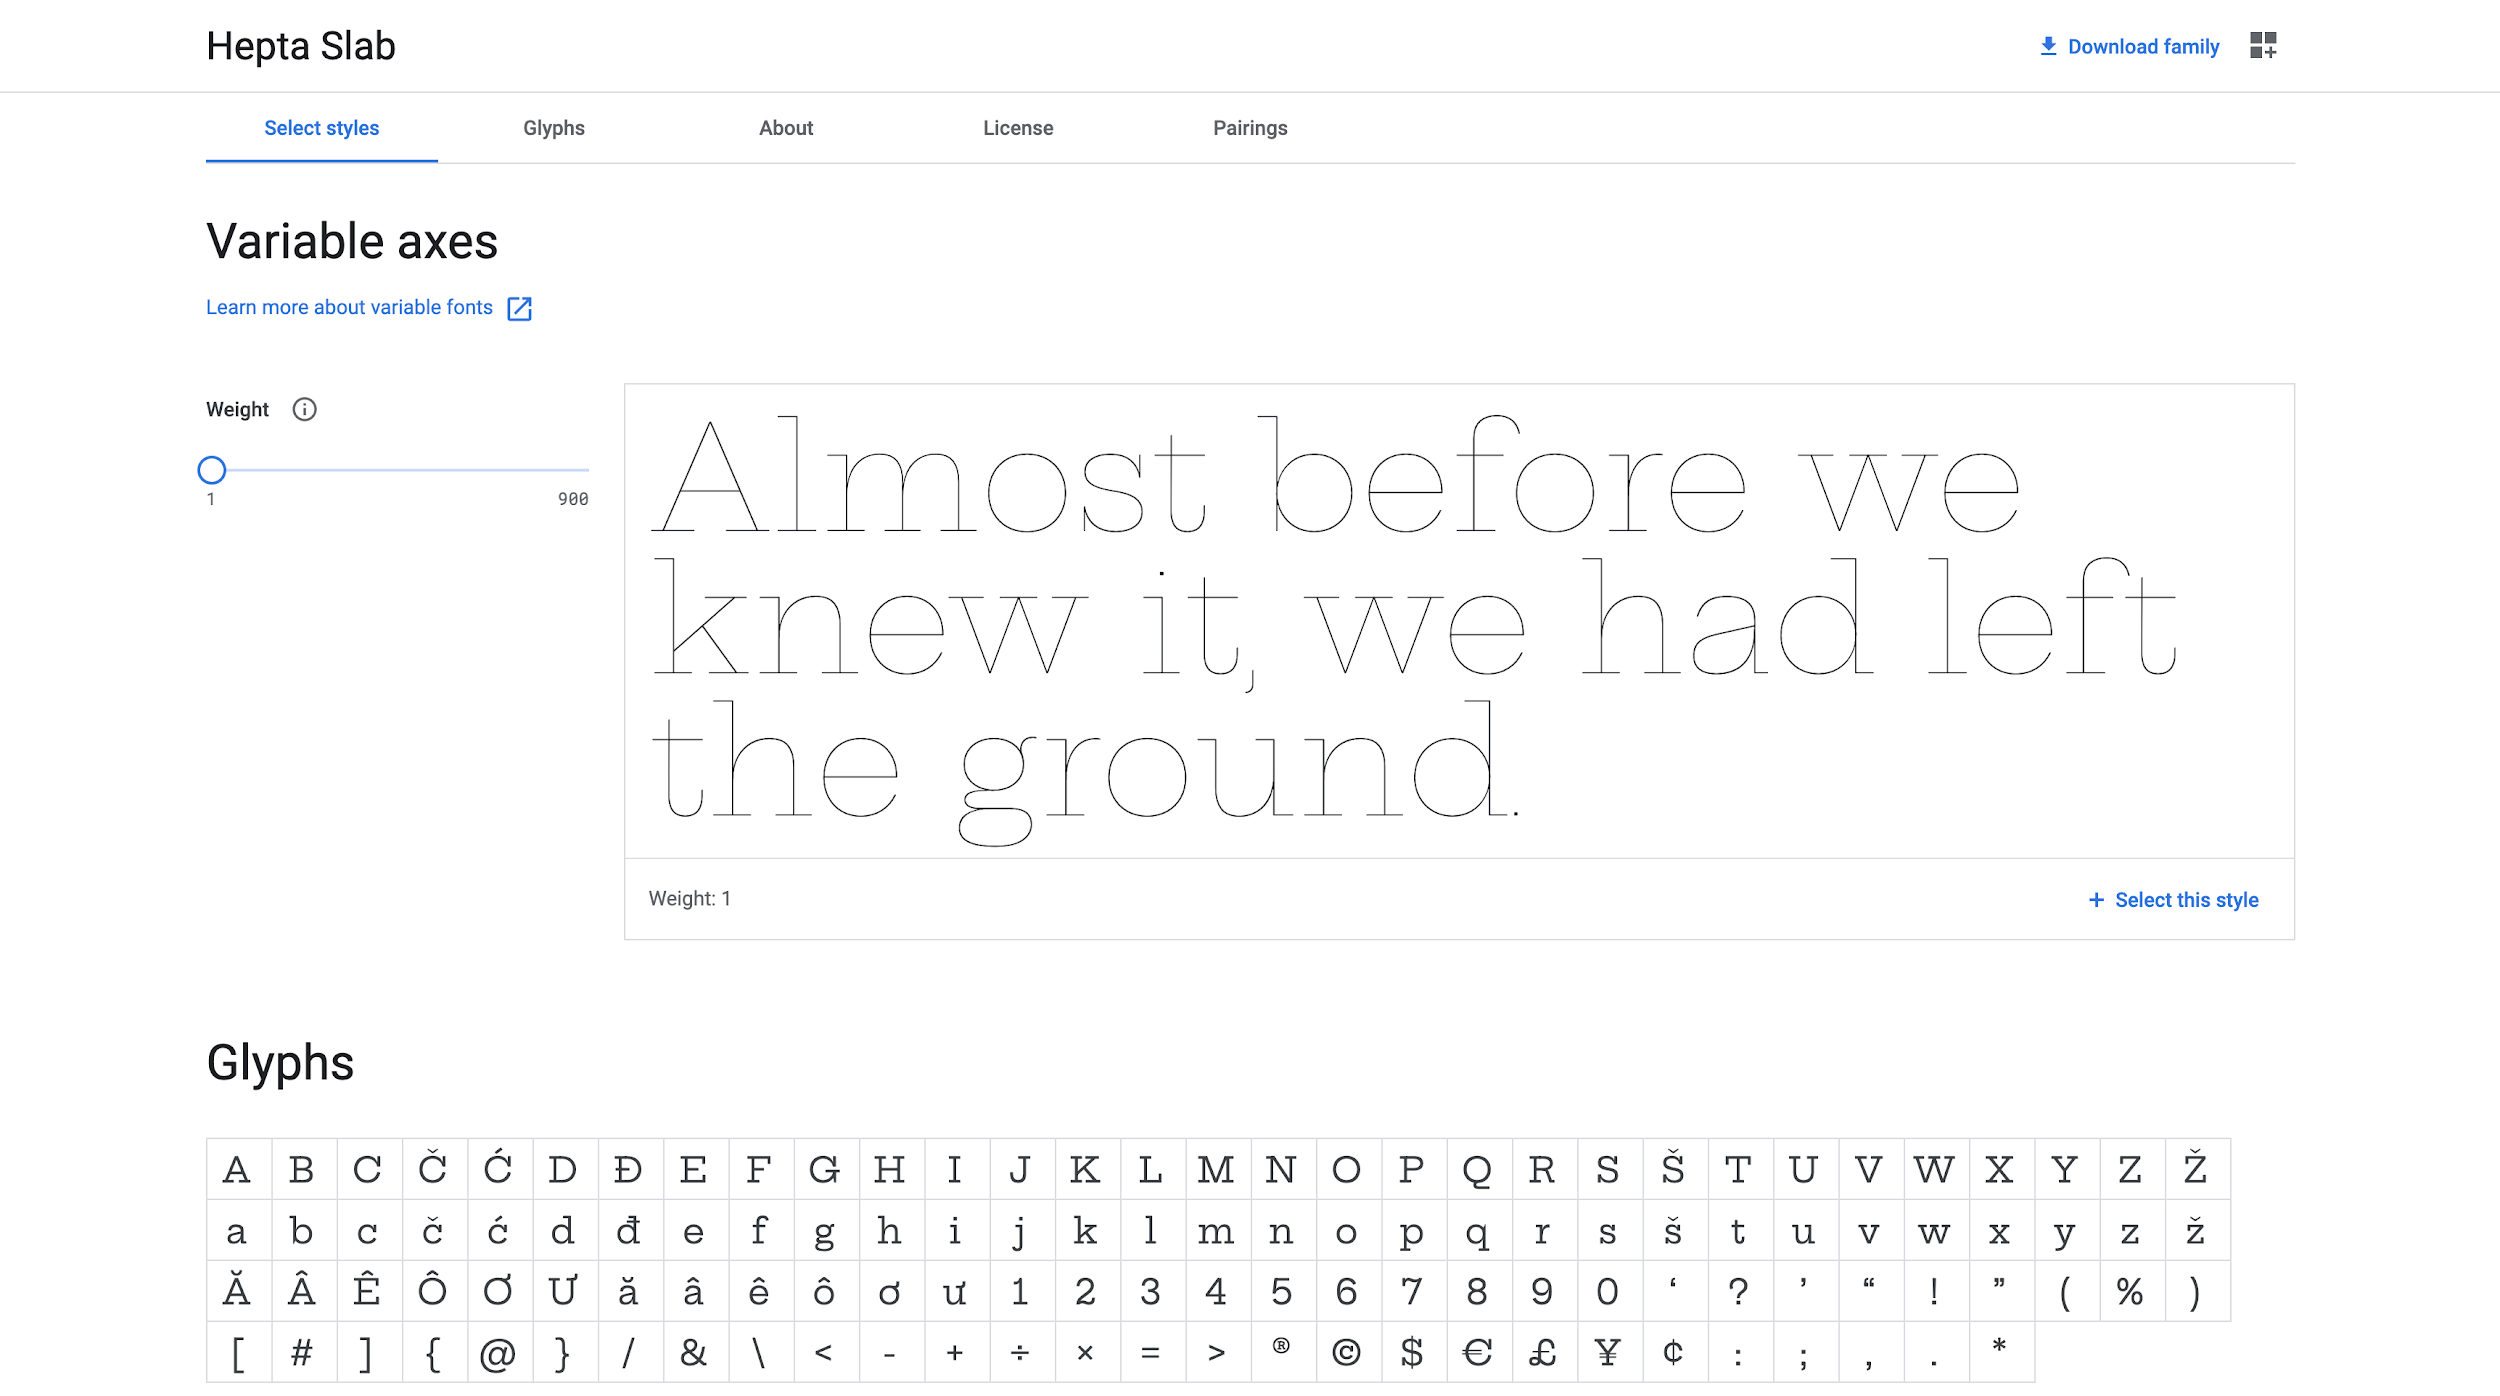 Hepta Slab
Download family
Select styles Glyphs About License Pairings
Variable axes
Learn more about variable fonts
Weight
1 900
Almost before we
knew it, we had left
the ground.
Weight: 1
+ Select this style
Glyphs
A B C Č Ć D Đ E F G H I J K L M N O P Q R S Š T U V W X Y Z Ž
a b c č ć d đ e f g h i j k l m n o p q r s š t u v w x y z ž
Ă Â Ê Ô Ơ Ư ă â ê ô ơ ư 1 2 3 4 5 6 7 8 9 0 ‘ ? ’ “ ! ” ( % )
[ # ] { @ } / & \ < - + ÷ × = > ® © $ € £ ¥ ¢ : ; , . *